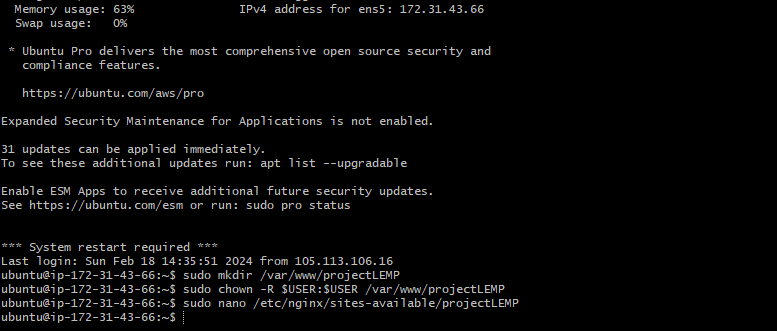 Memory usage: 63% IPv4 address for ens5: 172.31.43.66
Swap usage: 0%
* Ubuntu Pro delivers the most comprehensive open source security and
compliance features.
https://ubuntu.com/aws/pro
Expanded Security Maintenance for Applications is not enabled.
31 updates can be applied immediately.
To see these additional updates run: apt list --upgradable
Enable ESM Apps to receive additional future security updates.
See https://ubuntu.com/esm or run: sudo pro status
*** System restart required ***
Last login: Sun Feb 18 14:35:51 2024 from 105.113.106.16
ubuntu@ip-172-31-43-66:~$ sudo mkdir /var/www/projectLEMP
ubuntu@ip-172-31-43-66:~$ sudo chown -R $USER:$USER /var/www/projectLEMP
ubuntu@ip-172-31-43-66:~$ sudo nano /etc/nginx/sites-available/projectLEMP
ubuntu@ip-172-31-43-66:~$